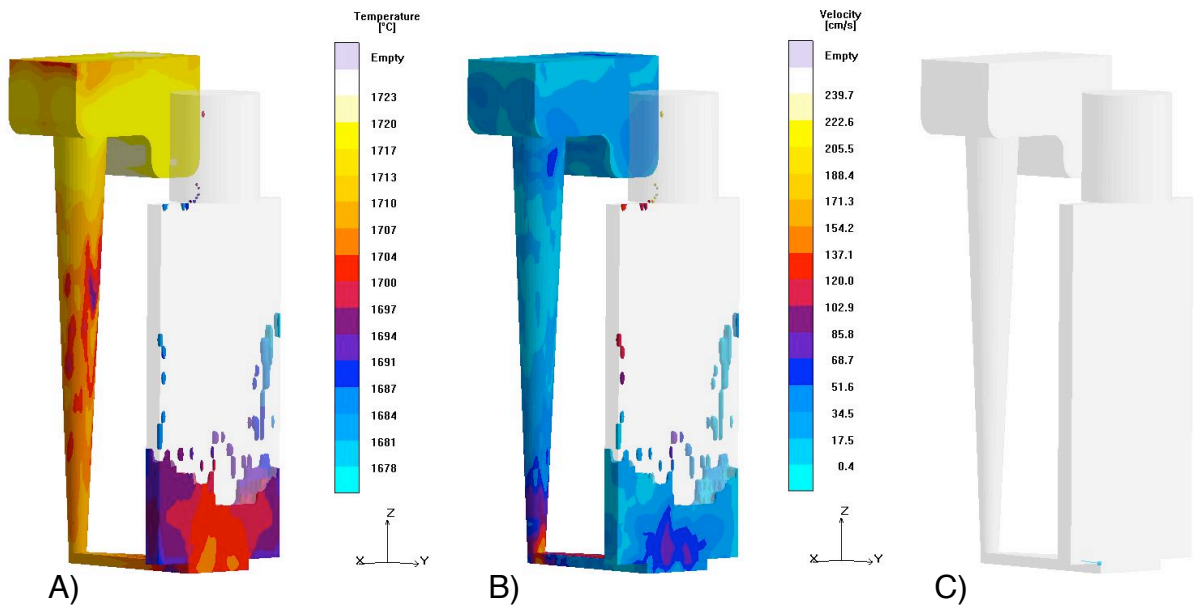 Temperature
[°C]
Empty
1723
1720
1717
1713
1710
1707
1704
1700
1697
1694
1691
1687
1684
1681
1678
Z
X
Y
A)
Velocity
[cm/s]
Empty
239.7
222.6
205.5
188.4
171.3
154.2
137.1
120.0
102.9
85.8
68.7
51.6
34.5
17.5
0.4
Z
X
Y
B)
C)